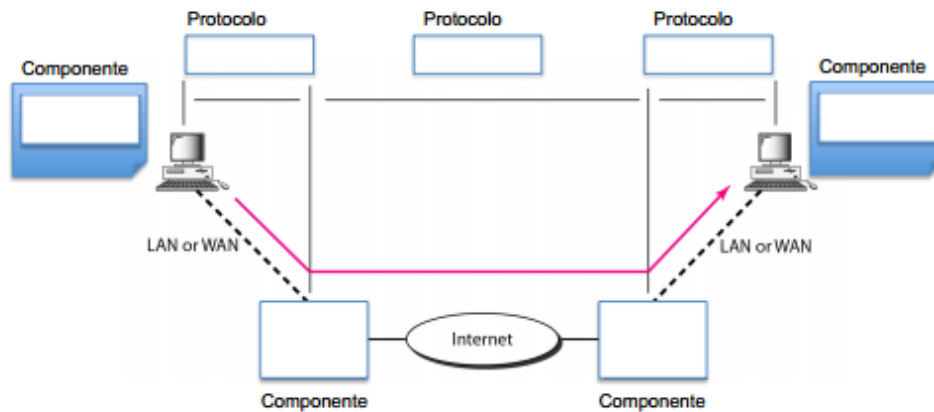 Protocolo
Protocolo
Protocolo
Componente
Componente
LAN or WAN
LAN or WAN
Internet
Componente
Componente